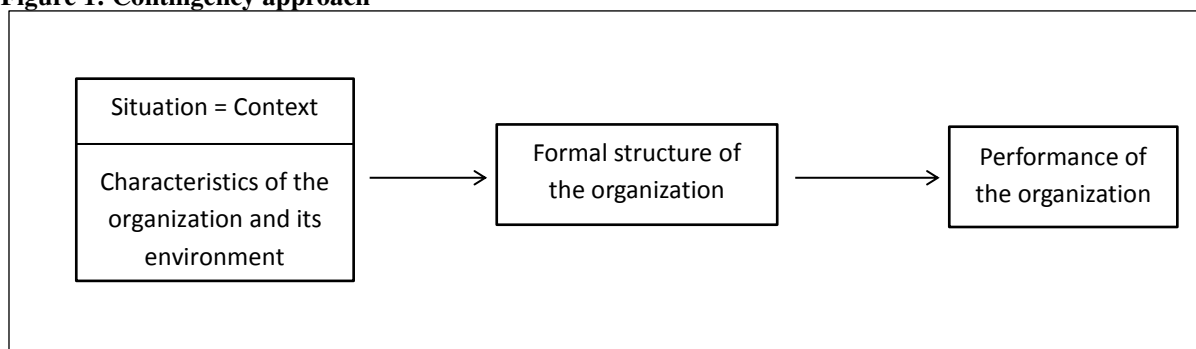 Figure 1: Contingency approach
Situation = Context
Characteristics of the
organization and its
environment
Formal structure of
the organization
Performance of
the organization